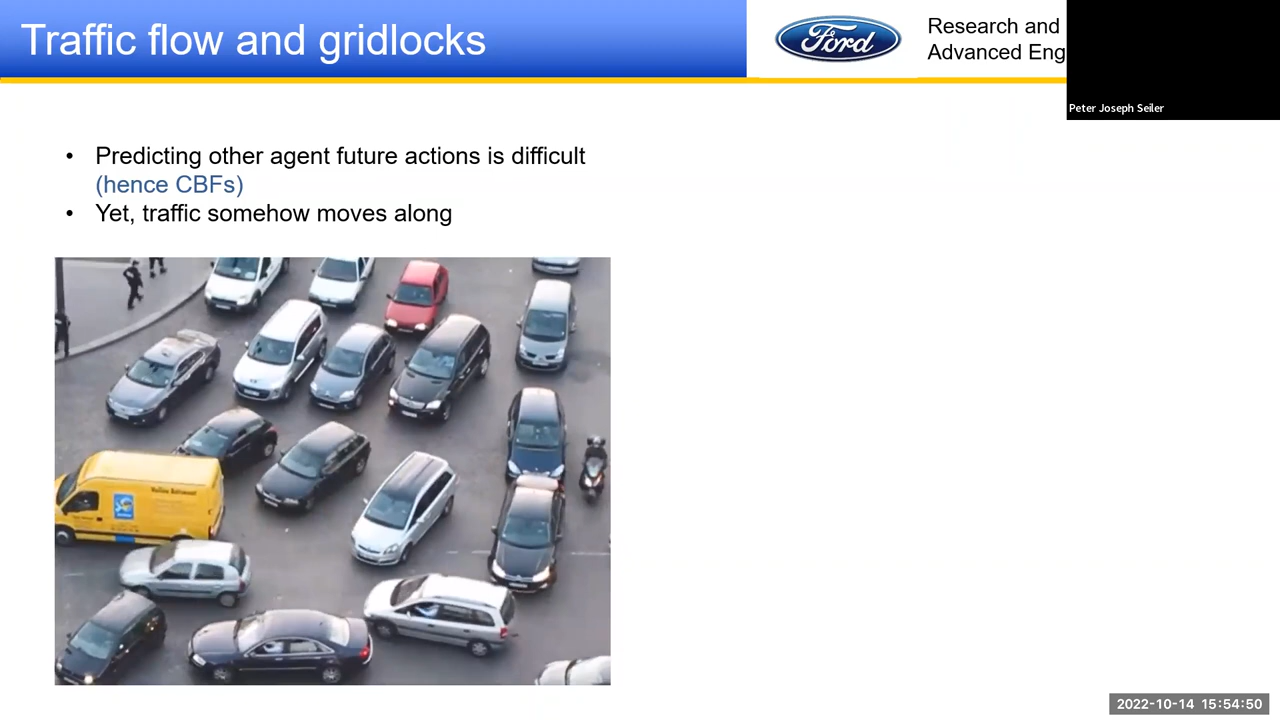 Traffic flow and gridlocks
Ford
Research and
Advanced Eng
Peter Joseph Seiler
• Predicting other agent future actions is difficult
(hence CBFs)
• Yet, traffic somehow moves along
2022-10-14 15:54:50